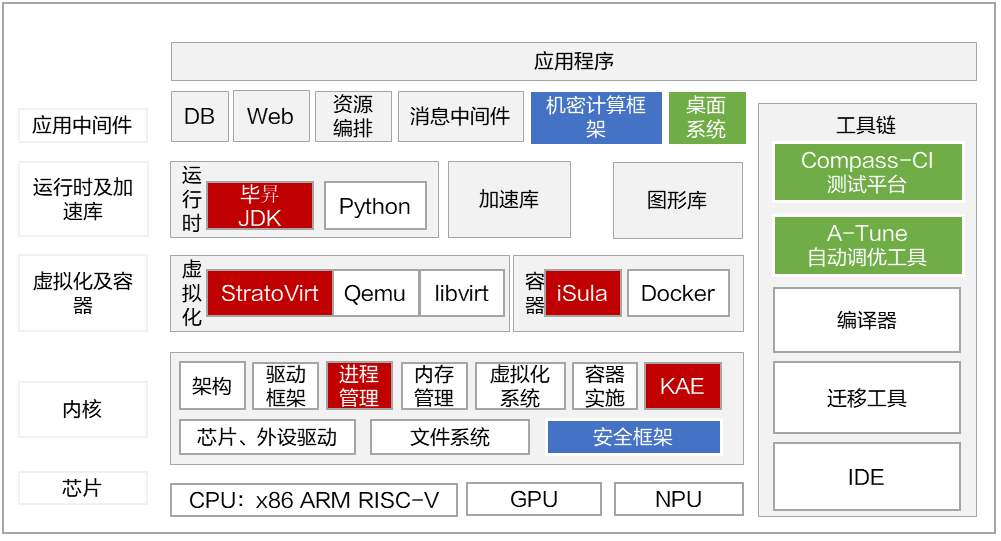 应用程序
应用中间件
DB
Web
资源
编排
消息中间件
机密计算框
架
桌面
系统
运行时及加
速库
运
行
时
毕昇
JDK
Python
加速库
图形库
虚拟化及容
器
虚
拟
化
StratoVirt
Qemu
libvirt
容
器
iSula
Docker
内核
架构
驱动
框架
进程
管理
内存
管理
虚拟化
系统
容器
实施
KAE
芯片、外设驱动
文件系统
安全框架
芯片
CPU：x86 ARM RISC-V
GPU
NPU
工具链
Compass-CI
测试平台
A-Tune
自动调优工具
编译器
迁移工具
IDE